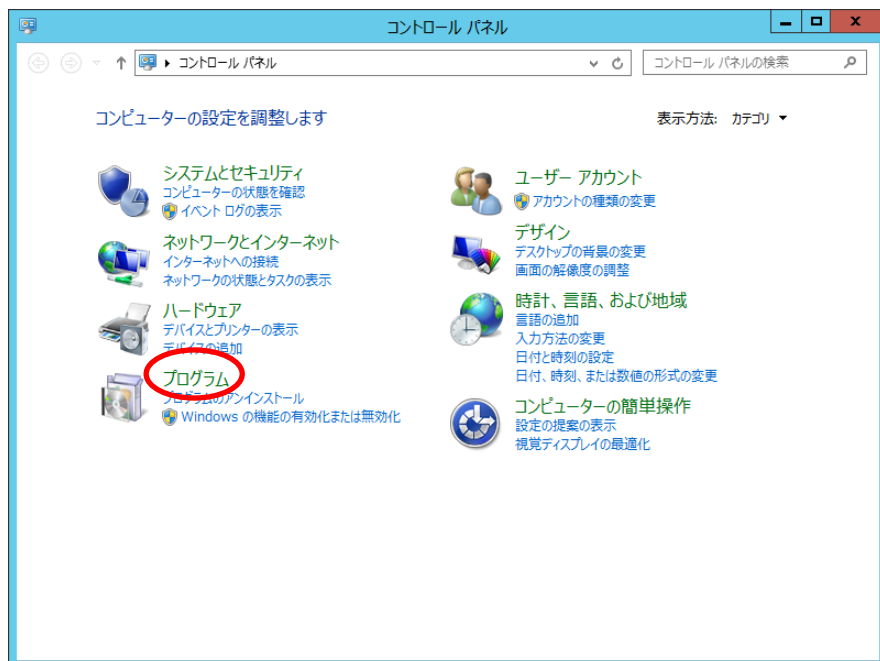 コントロール パネル
コントロール パネル
コントロール パネルの検索
コンピューターの設定を調整します
表示方法: カテゴリ
システムとセキュリティ
コンピューターの状態を確認
イベント ログの表示
ネットワークとインターネット
インターネットへの接続
ネットワークの状態とタスクの表示
ハードウェア
デバイスとプリンターの表示
デバイスの追加
プログラム
プログラムのアンインストール
Windows の機能の有効化または無効化
ユーザー アカウント
アカウントの種類の変更
デザイン
デスクトップの背景の変更
画面の解像度の調整
時計、言語、および地域
言語の追加
入力方法の変更
日付と時刻の設定
日付、時刻、または数値の形式の変更
コンピューターの簡単操作
設定の提案の表示
視覚ディスプレイの最適化